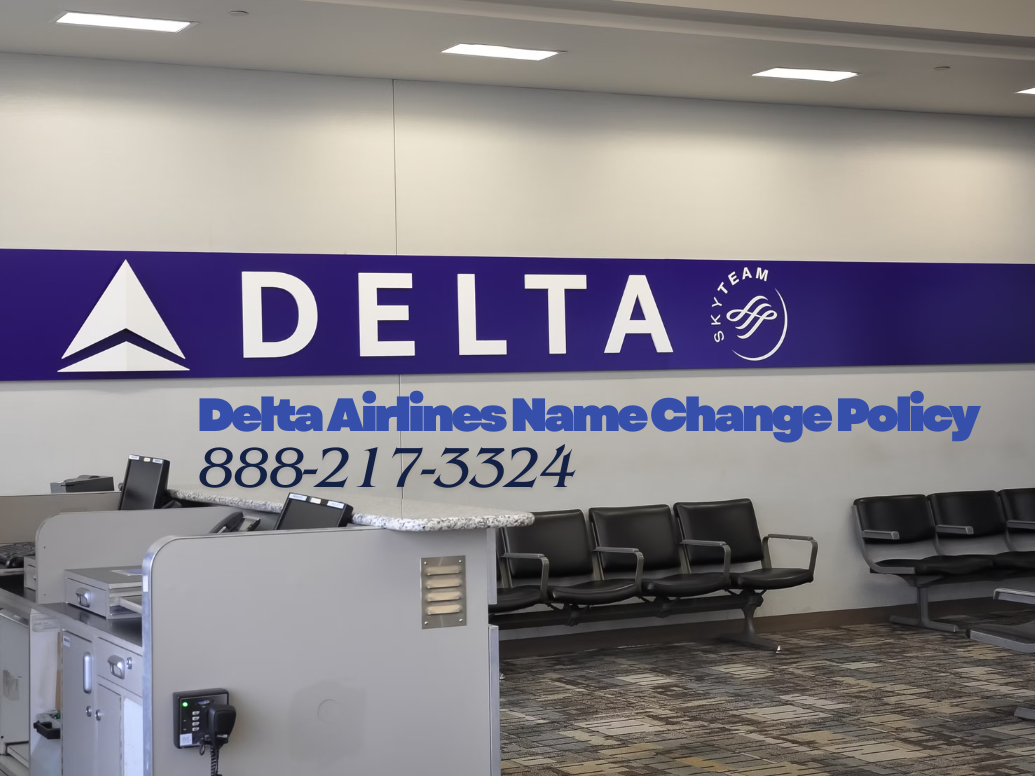 DELTA
SKYTEAM
Delta Airlines Name Change Policy
888-217-3324